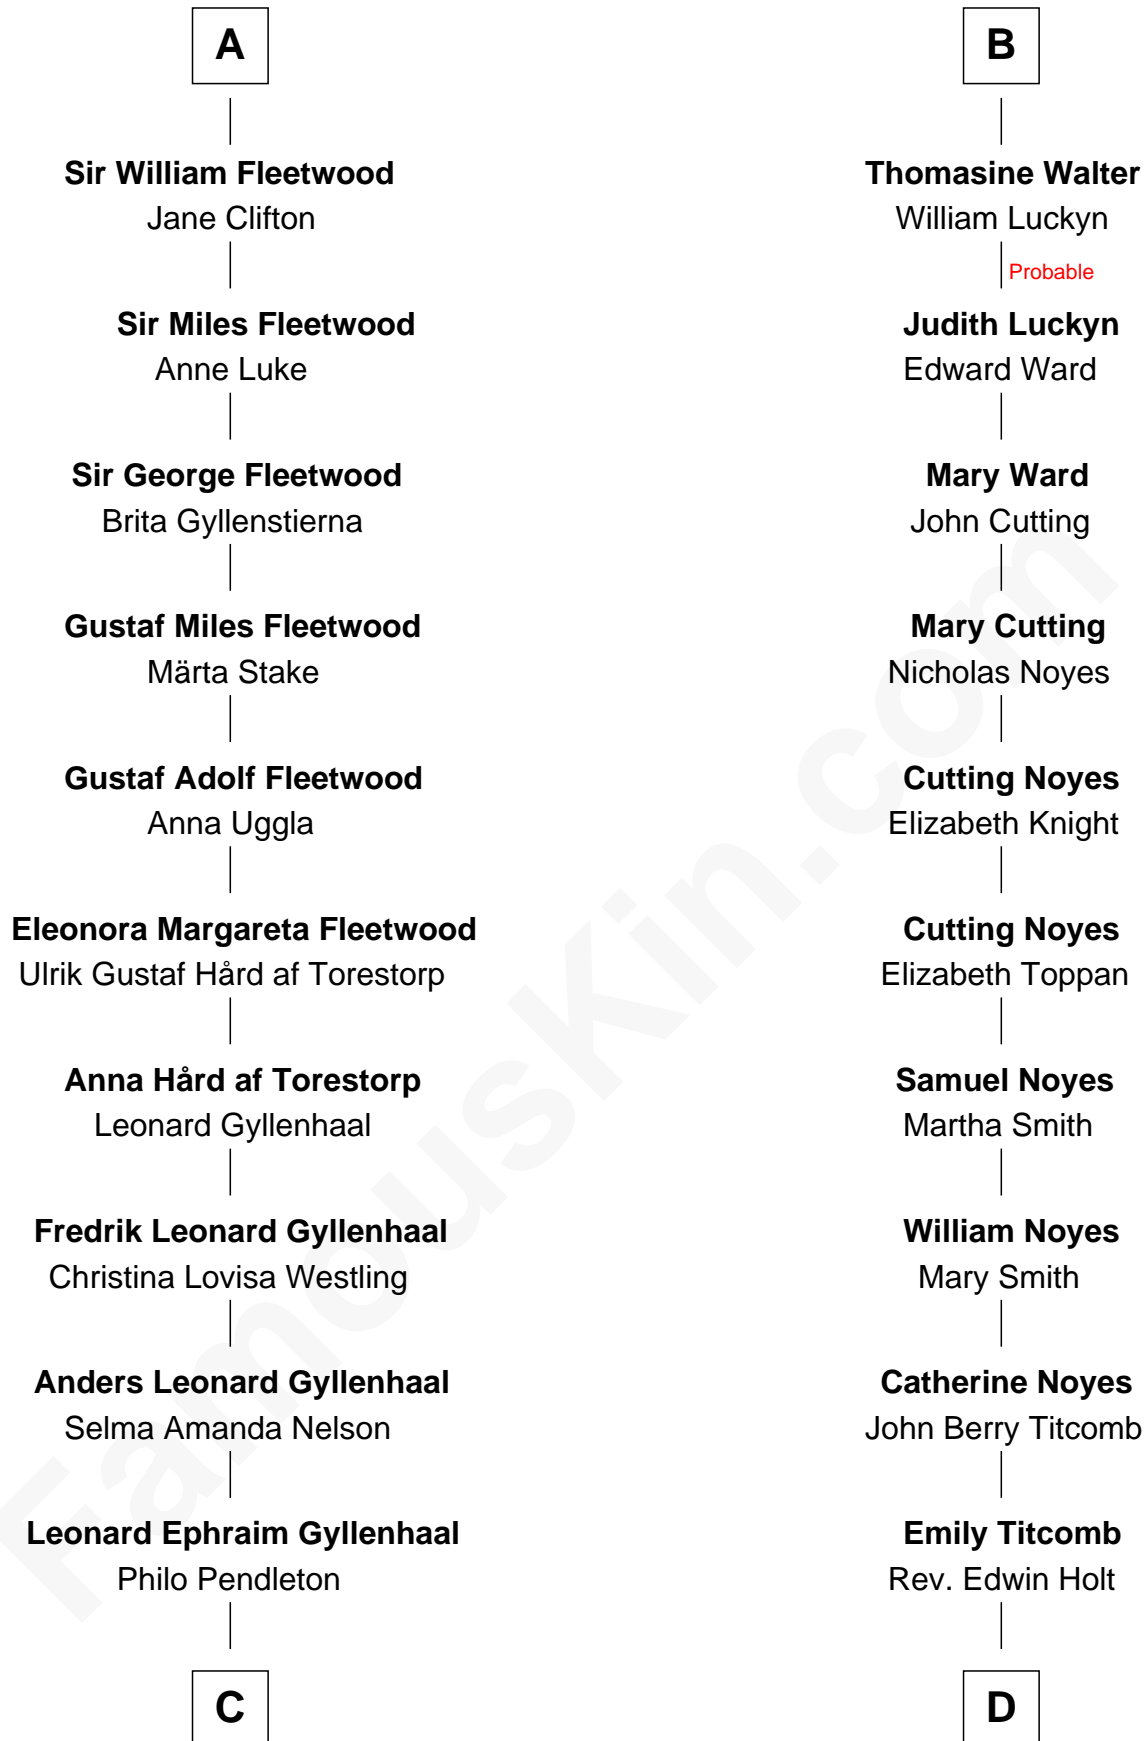 A
Sir William Fleetwood
Jane Clifton
Sir Miles Fleetwood
Anne Luke
Sir George Fleetwood
Brita Gyllenstierna
Gustaf Miles Fleetwood
Märta Stake
Gustaf Adolf Fleetwood
Anna Uggla
Eleonora Margareta Fleetwood
Ulrik Gustaf Hård af Torestorp
Anna Hård af Torestorp
Leonard Gyllenhaal
Fredrik Leonard Gyllenhaal
Christina Lovisa Westling
Anders Leonard Gyllenhaal
Selma Amanda Nelson
Leonard Ephraim Gyllenhaal
Philo Pendleton
C
B
Thomasine Walter
William Luckyn
Probable
Judith Luckyn
Edward Ward
Mary Ward
John Cutting
Mary Cutting
Nicholas Noyes
Cutting Noyes
Elizabeth Knight
Cutting Noyes
Elizabeth Toppan
Samuel Noyes
Martha Smith
William Noyes
Mary Smith
Catherine Noyes
John Berry Titcomb
Emily Titcomb
Rev. Edwin Holt
D
FamousKin.com